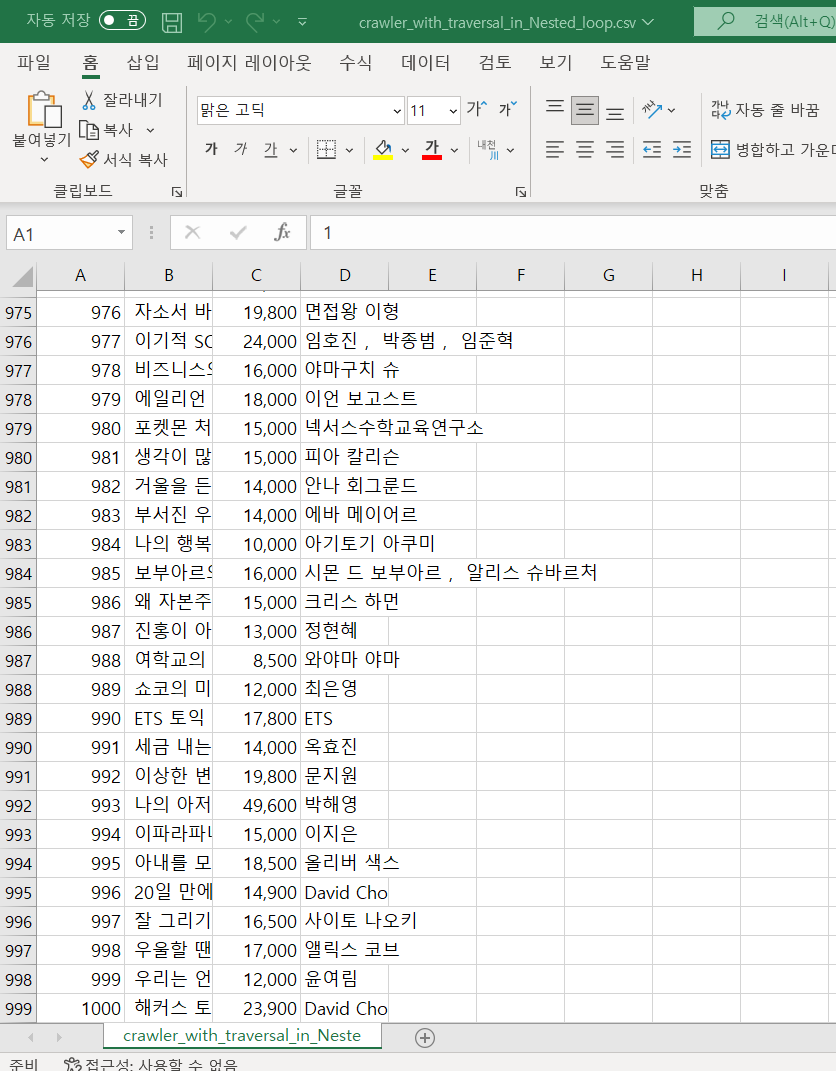 자동 저장 끔 crawler_with_traversal_in_Nested_loop.csv 검색(Alt+Q)
파일 홈 삽입 페이지 레이아웃 수식 데이터 검토 보기 도움말
붙여넣기 잘라내기 복사 서식 복사 맑은 고딕 11 가 가 자동 줄 바꿈
가 가 가 가 내천 병합하고 가운데
클립보드 글꼴 맞춤
A1 fx 1
A B C D E F G H I
975 976 자소서 바 19,800 면접왕 이형
976 977 이기적 SC 24,000 임호진 , 박종범 , 임준혁
977 978 비즈니스의 16,000 야마구치 슈
978 979 에일리언 18,000 이언 보고스트
979 980 포켓몬 처 15,000 넥서스수학교육연구소
980 981 생각이 많 15,000 피아 칼리슨
981 982 거울을 든 14,000 안나 회그룬드
982 983 부서진 우 14,000 에바 메이어르
983 984 나의 행복 10,000 아기토기 아쿠미
984 985 보부아르의 16,000 시몬 드 보부아르 , 알리스 슈바르처
985 986 왜 자본주 15,000 크리스 하먼
986 987 진홍이 아 13,000 정현혜
987 988 여학교의 8,500 와야마 야마
988 989 쇼코의 미 12,000 최은영
989 990 ETS 토익 17,800 ETS
990 991 세금 내는 14,000 옥효진
991 992 이상한 변 19,800 문지원
992 993 나의 아저 49,600 박해영
993 994 이파라파나 15,000 이지은
994 995 아내를 모 18,500 올리버 색스
995 996 20일 만에 14,900 David Cho
996 997 잘 그리기 16,500 사이토 나오키
997 998 우울할 땐 17,000 앨릭스 코브
998 999 우리는 언 12,000 윤여림
999 1000 해커스 토 23,900 David Cho
crawler_with_traversal_in_Neste
준비 접근성: 사용할 수 없음